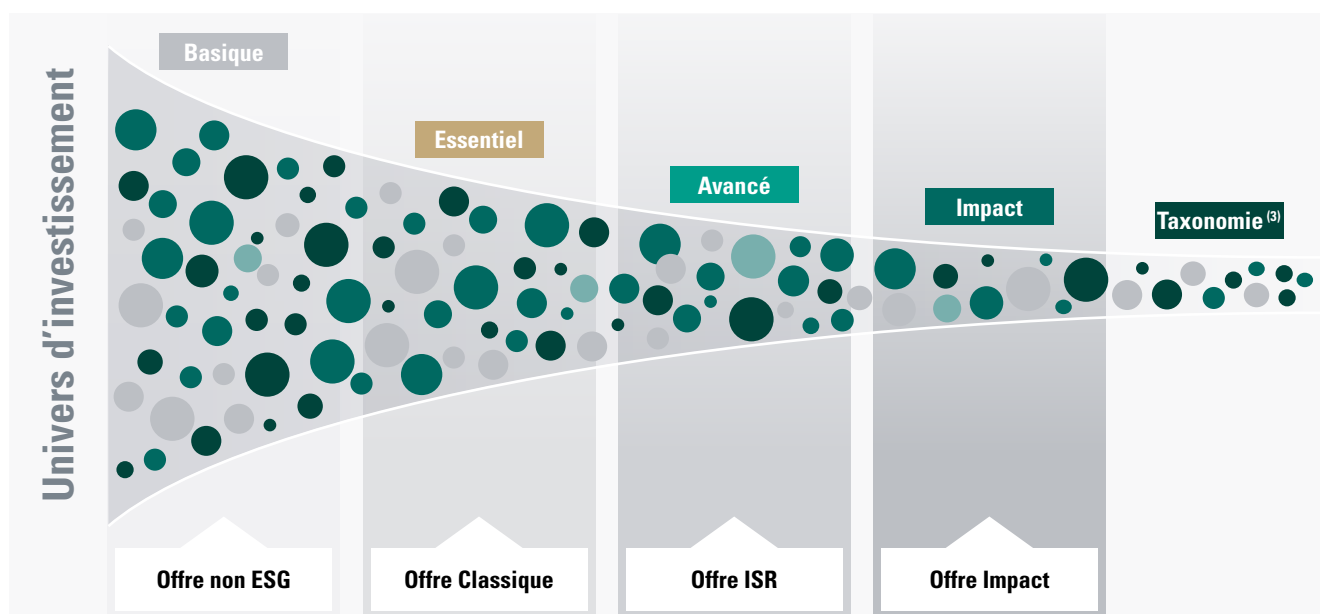 Univers d'investissement
Basique
Essentiel
Avancé
Impact
Taxonomie (3)
Offre non ESG
Offre Classique
Offre ISR
Offre Impact